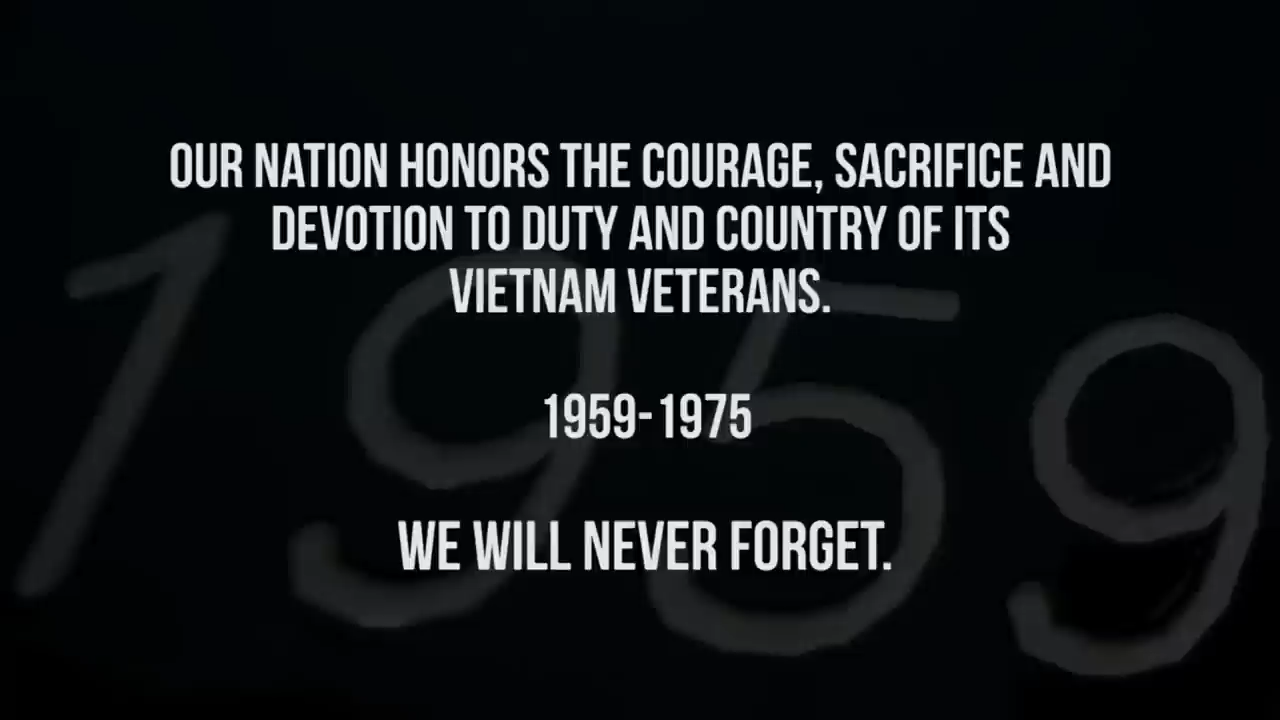 OUR NATION HONORS THE COURAGE, SACRIFICE AND
DEVOTION TO DUTY AND COUNTRY OF ITS
VIETNAM VETERANS.
1959-1975
WE WILL NEVER FORGET.
1959